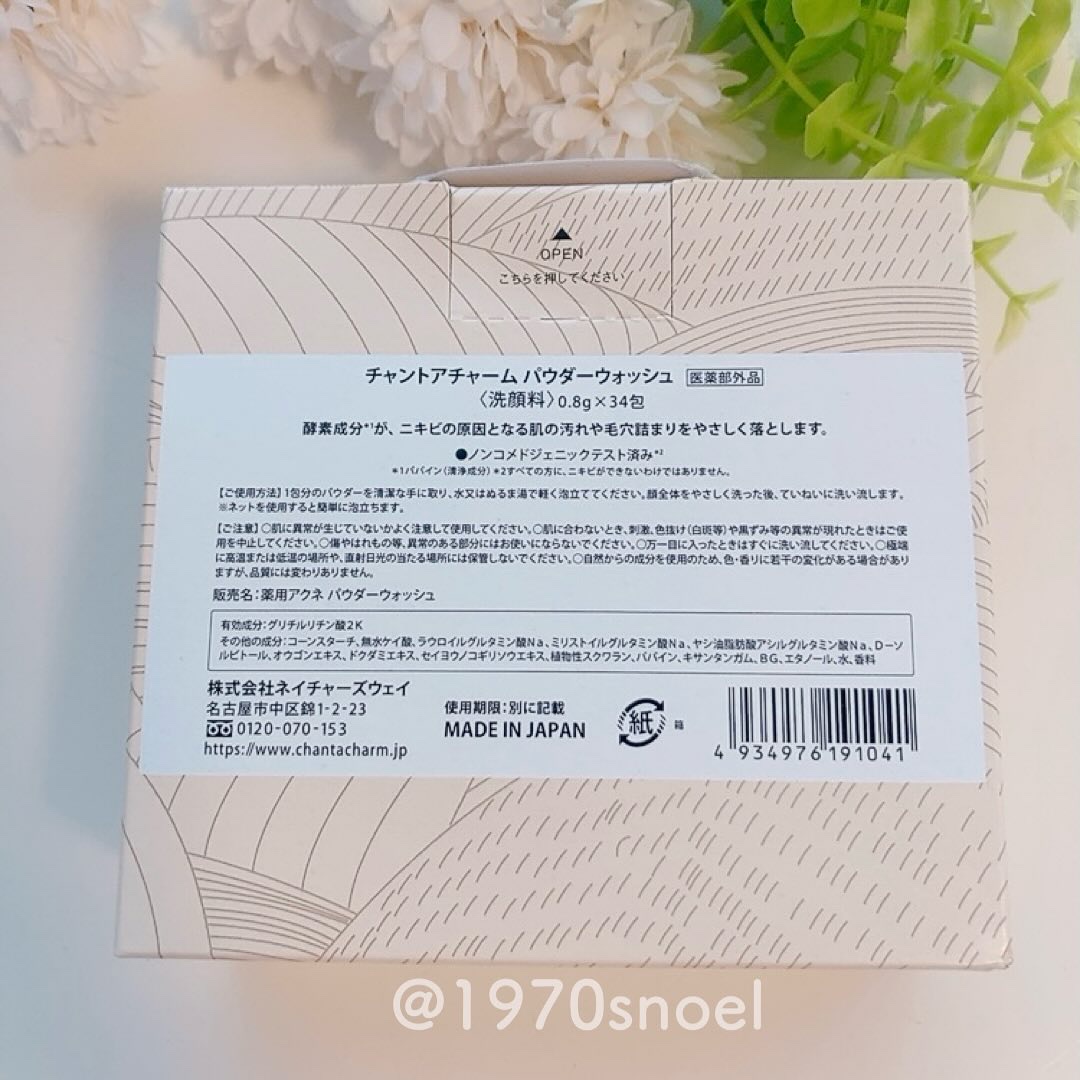 ▲
OPEN
こちらを押してください
チャントアチャーム パウダーウォッシュ 医薬部外品
〈洗顔料〉0.8g×34包
酵素成分*1が、ニキビの原因となる肌の汚れや毛穴詰まりをやさしく落とします。
●ノンコメドジェニックテスト済み*2
*1パパイン(清浄成分) *2すべての方に、ニキビができないわけではありません。
【ご使用方法】1包分のパウダーを清潔な手に取り、水又はぬるま湯で軽く泡立ててください。顔全体をやさしく洗った後、ていねいに洗い流します。
※ネットを使用すると簡単に泡立ちます。
【ご注意】○肌に異常が生じていないかよく注意して使用してください。○肌に合わないとき、刺激、色抜け(白斑等)や黒ずみ等の異常が現れたときはご使
用を中止してください。○傷やはれもの等、異常のある部分にはお使いにならないでください。○万一目に入ったときはすぐに洗い流してください。○極端
に高温または低温の場所や、直射日光の当たる場所には保管しないでください。○自然からの成分を使用のため、色・香りに若干の変化がある場合があり
ますが、品質には変わりありません。
販売名:薬用アクネ パウダーウォッシュ
有効成分:グリチルリチン酸2K
その他の成分:コーンスターチ、無水ケイ酸、ラウロイルグルタミン酸Na、ミリストイルグルタミン酸Na、ヤシ油脂肪酸アシルグルタミン酸Na、D-ソ
ルビトール、オウゴンエキス、ドクダミエキス、セイヨウノコギリソウエキス、植物性スクワラン、パパイン、キサンタンガム、BG、エタノール、水、香料
株式会社ネイチャーズウェイ
名古屋市中区錦1-2-23
0120-070-153
https://www.chantacharm.jp
使用期限:別に記載
MADE IN JAPAN
紙
箱
4 934976 191041
@1970snoel